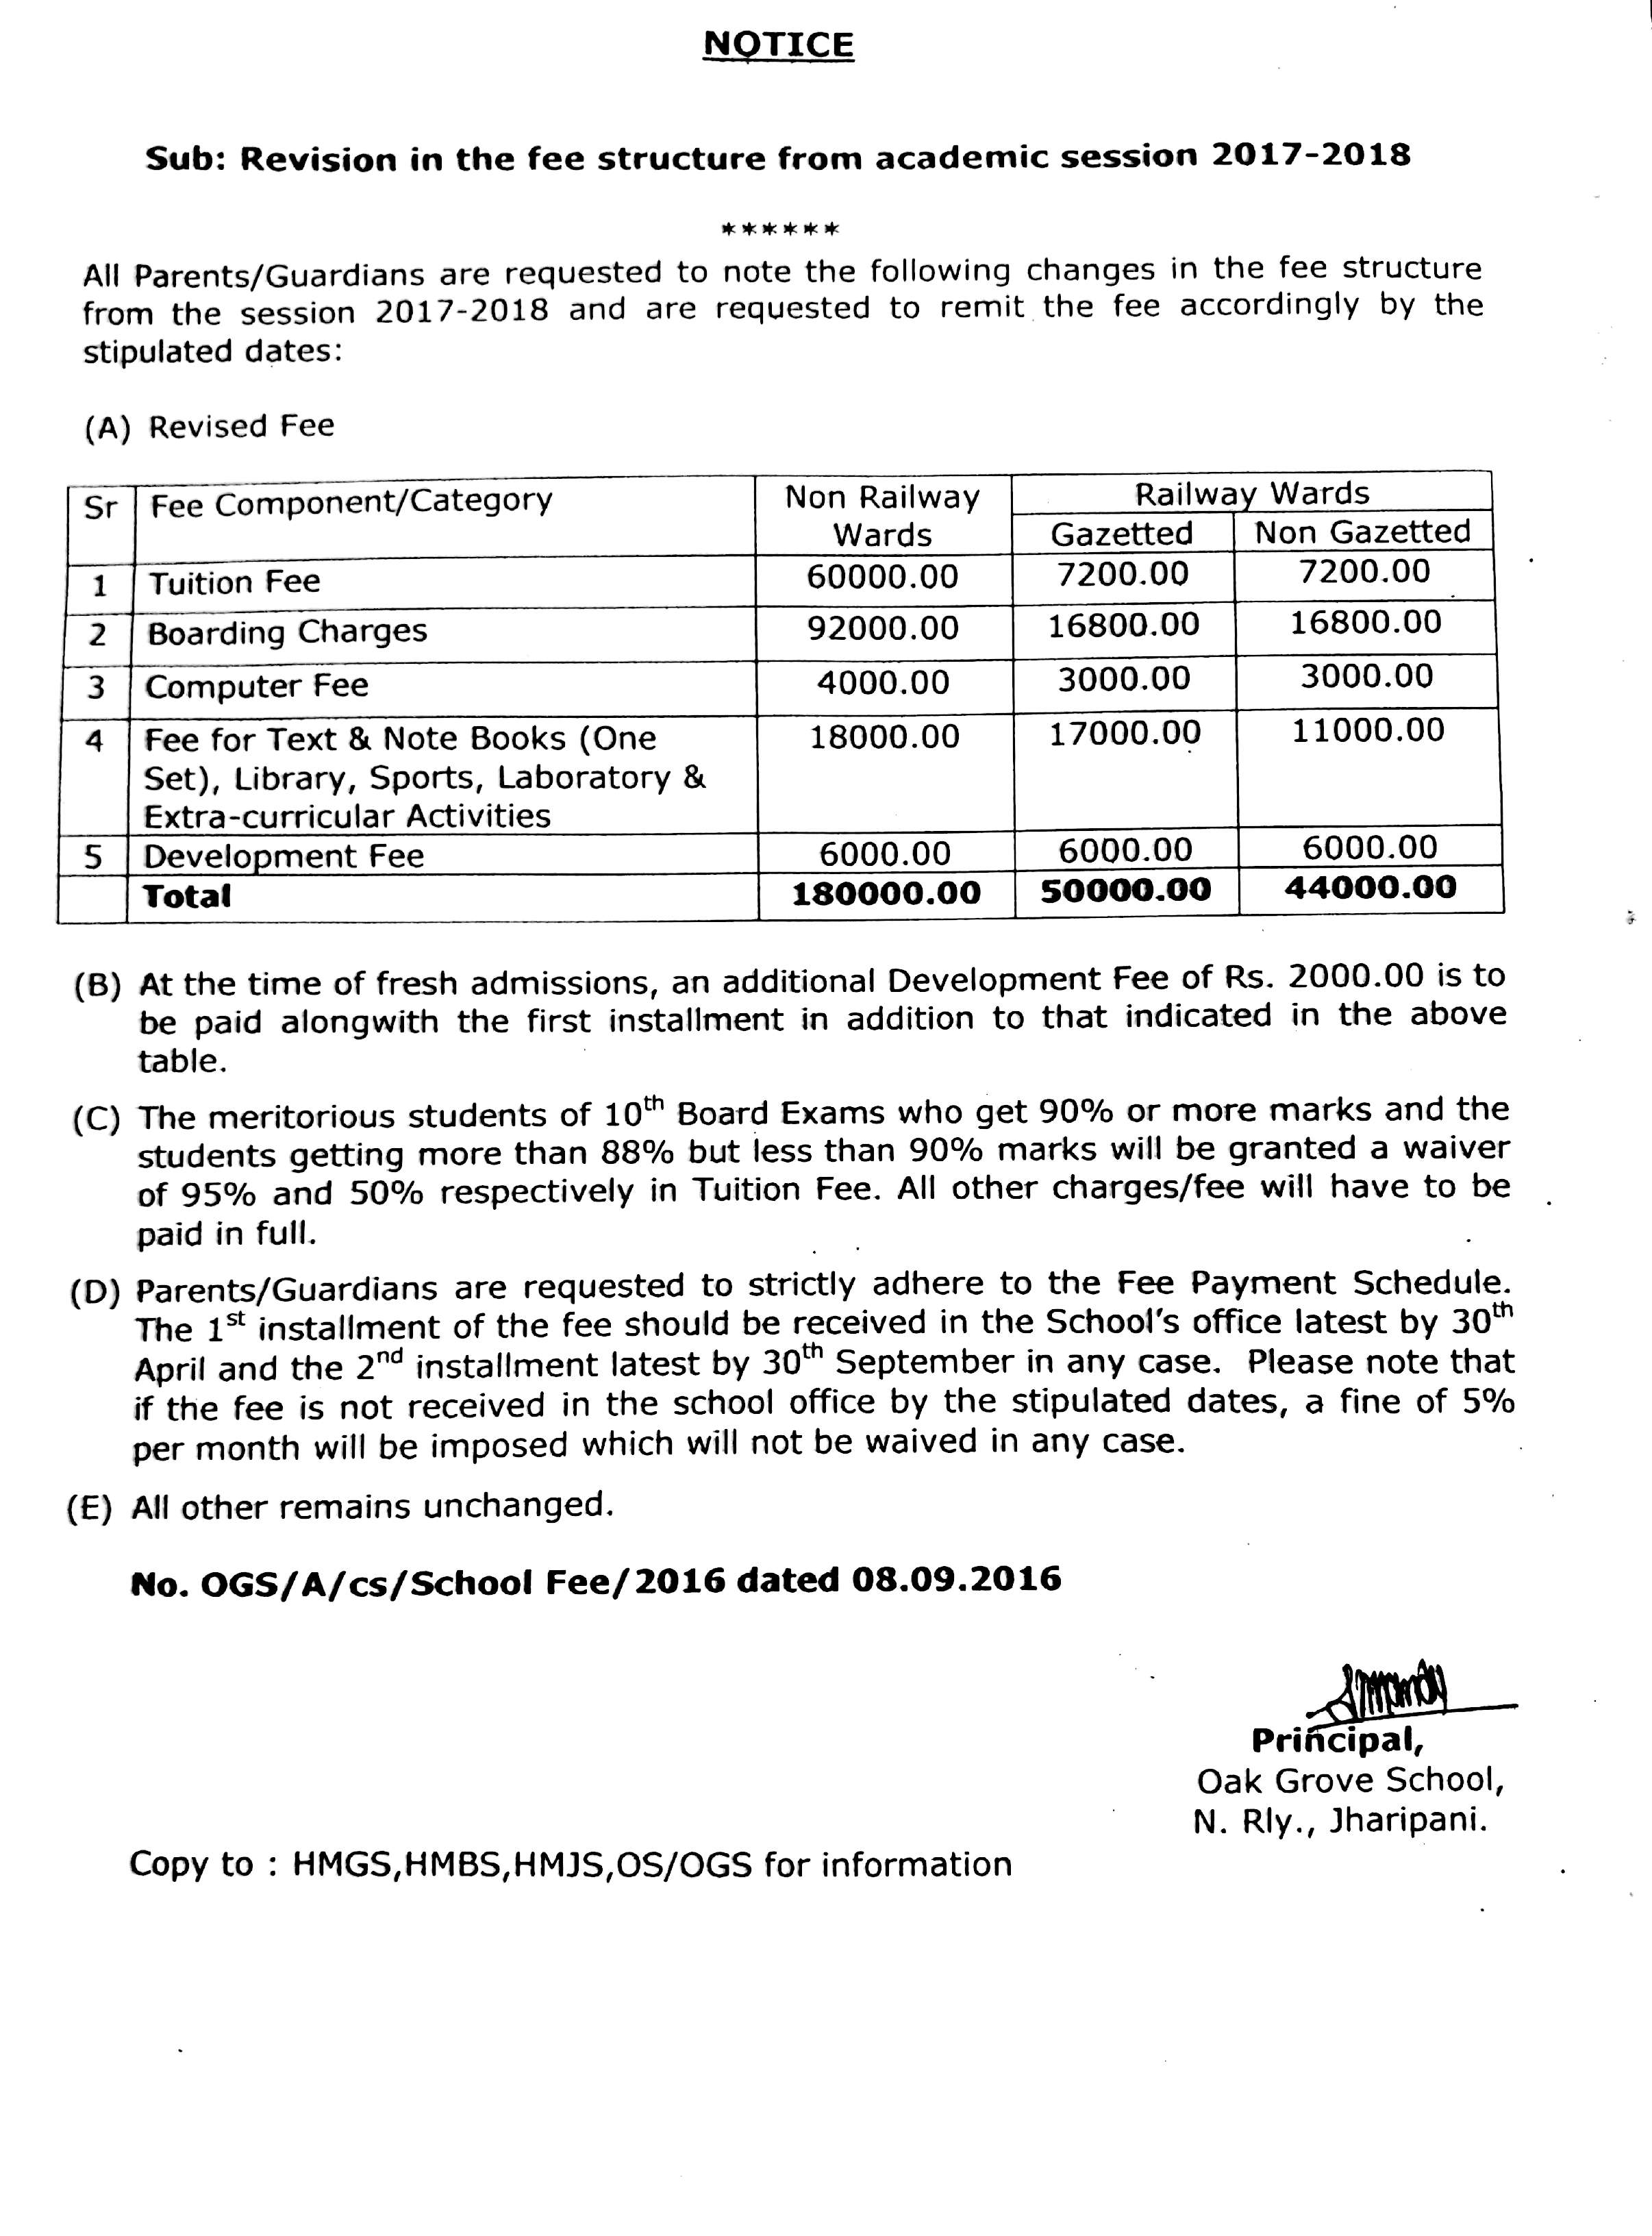 NOTICE
Sub: Revision in the fee structure from academic session 2017-2018
******
All Parents/Guardians are requested to note the following changes in the fee structure
from the session 2017-2018 and are requested to remit the fee accordingly by the
stipulated dates:
(A) Revised Fee
Sr Fee Component/Category Non Railway Wards Railway Wards
Gazetted Non Gazetted
1 Tuition Fee 60000.00 7200.00 7200.00
2 Boarding Charges 92000.00 16800.00 16800.00
3 Computer Fee 4000.00 3000.00 3000.00
4 Fee for Text & Note Books (One 18000.00 17000.00 11000.00
Set), Library, Sports, Laboratory &
Extra-curricular Activities
5 Development Fee 6000.00 6000.00 6000.00
Total 180000.00 50000.00 44000.00
(B) At the time of fresh admissions, an additional Development Fee of Rs. 2000.00 is to
be paid alongwith the first installment in addition to that indicated in the above
table.
(C) The meritorious students of 10th Board Exams who get 90% or more marks and the
students getting more than 88% but less than 90% marks will be granted a waiver
of 95% and 50% respectively in Tuition Fee. All other charges/fee will have to be
paid in full.
(D) Parents/Guardians are requested to strictly adhere to the Fee Payment Schedule.
The 1st installment of the fee should be received in the School's office latest by 30th
April and the 2nd installment latest by 30th September in any case. Please note that
if the fee is not received in the school office by the stipulated dates, a fine of 5%
per month will be imposed which will not be waived in any case.
(E) All other remains unchanged.
No. OGS/A/cs/School Fee/2016 dated 08.09.2016
Principal,
Oak Grove School,
N. Rly., Jharipani.
Copy to : HMGS,HMBS,HMJS,OS/OGS for information